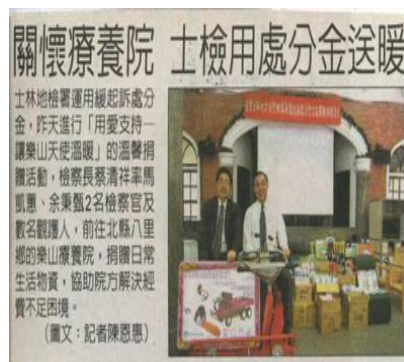 關懷療養院 士檢用處分金送暖
士林地檢署運用緩起訴處分
金，昨天進行「用愛支持—
讓樂山天使溫暖」的溫馨捐
贈活動，檢察長蔡清祥率馬
凱蕙、余秉甄2名檢察官及
數名觀護人，前往北縣八里
鄉的樂山療養院，捐贈日常
生活物資，協助院方解決經
費不足困境。
（圖文：記者陳恩惠）